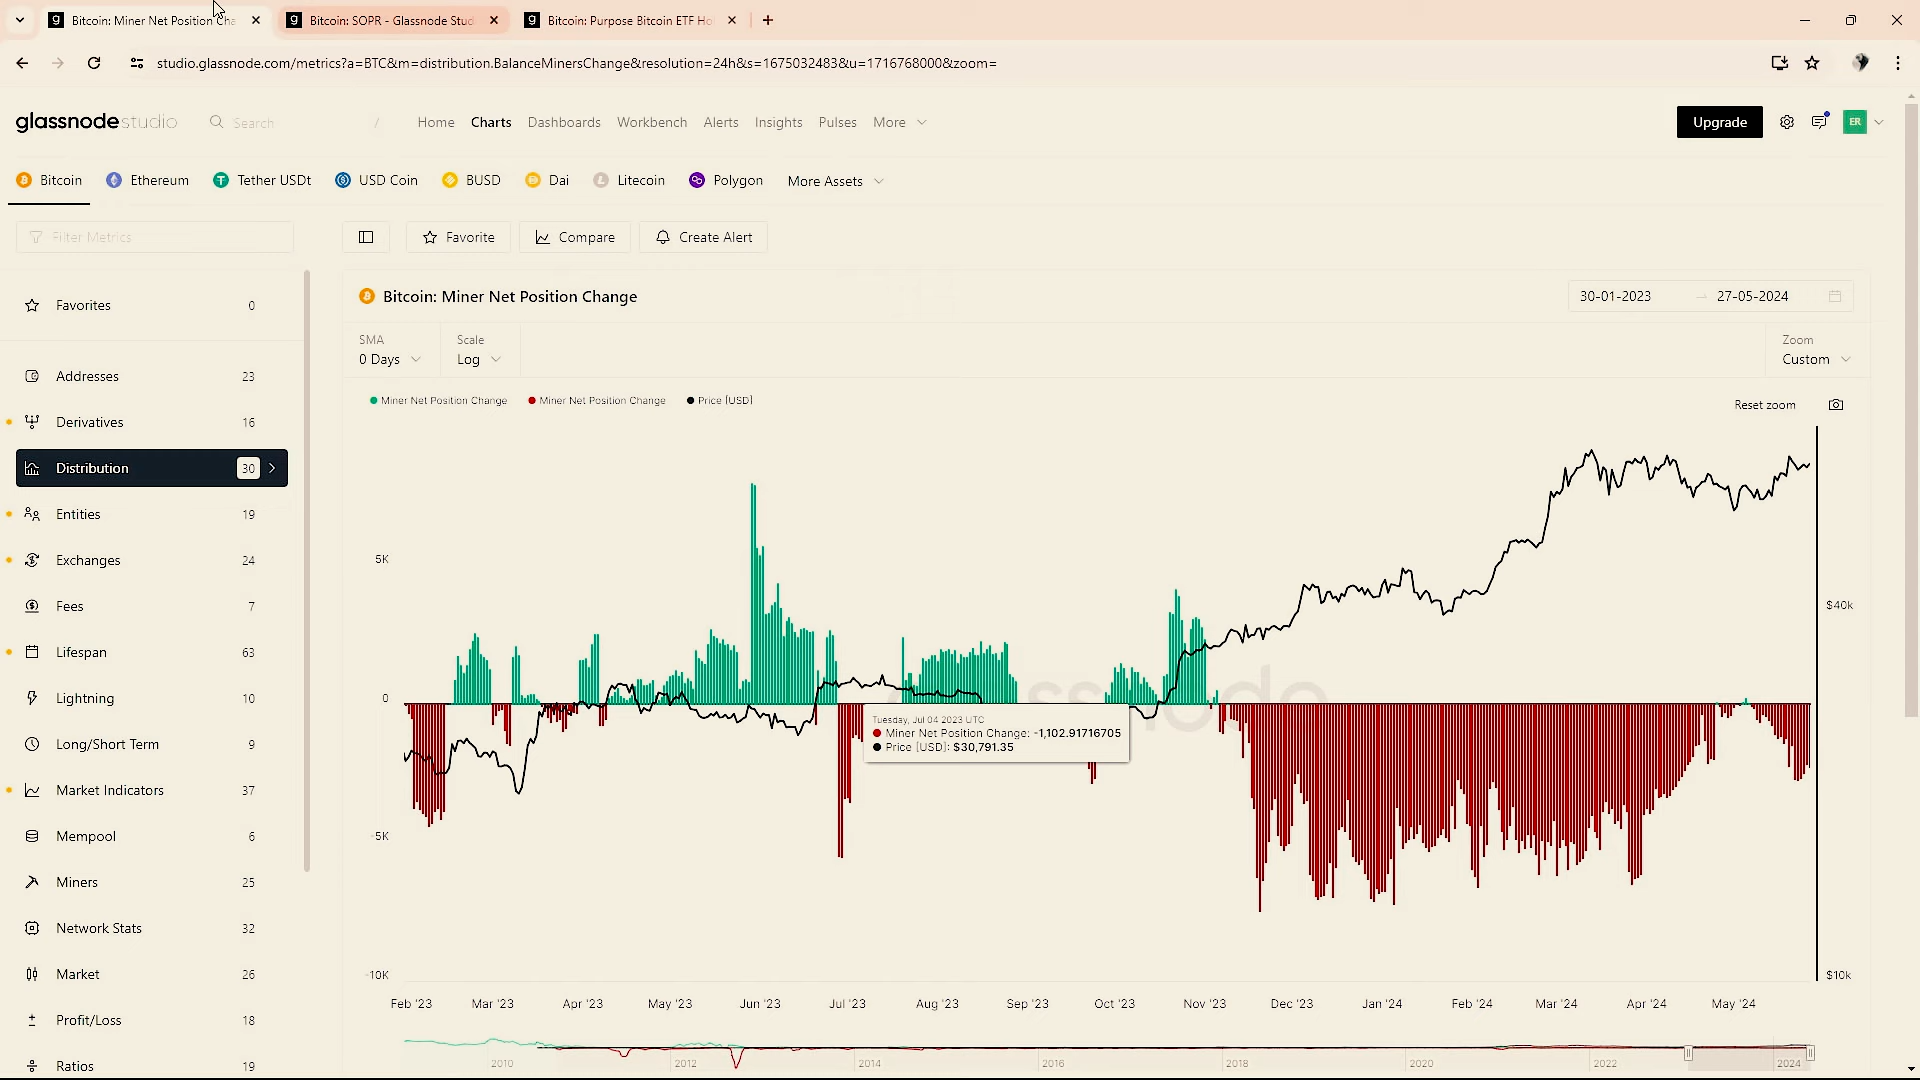 Bitcoin: Miner Net Position Cha
Bitcoin: SOPR - Glassnode Stud
Bitcoin: Purpose Bitcoin ETF Ho
studio.glassnode.com/metrics?a=BTC&m=distribution.BalanceMinersChange&resolution=24h&s=1675032483&u=1716768000&zoom=
glassnodestudio
Search /
Home Charts Dashboards Workbench Alerts Insights Pulses More
Upgrade
ER
Bitcoin Ethereum Tether USDt USD Coin BUSD Dai Litecoin Polygon More Assets
Filter Metrics
Favorite Compare Create Alert
Favorites 0
Addresses 23
Derivatives 16
Distribution 30
Entities 19
Exchanges 24
Fees 7
Lifespan 63
Lightning 10
Long/Short Term 9
Market Indicators 37
Mempool 6
Miners 25
Network Stats 32
Market 26
Profit/Loss 18
Ratios 19
Bitcoin: Miner Net Position Change
30-01-2023 → 27-05-2024
SMA
0 Days
Scale
Log
Zoom
Custom
Miner Net Position Change Miner Net Position Change Price [USD]
Reset zoom
5K
0
-5K
-10K
$40k
$10k
Tuesday, Jul 04 2023 UTC
Miner Net Position Change: -1,102.91716705
Price [USD]: $30,791.35
Feb '23 Mar '23 Apr '23 May '23 Jun '23 Jul '23 Aug '23 Sep '23 Oct '23 Nov '23 Dec '23 Jan '24 Feb '24 Mar '24 Apr '24 May '24
2010 2012 2014 2016 2018 2020 2022 2024